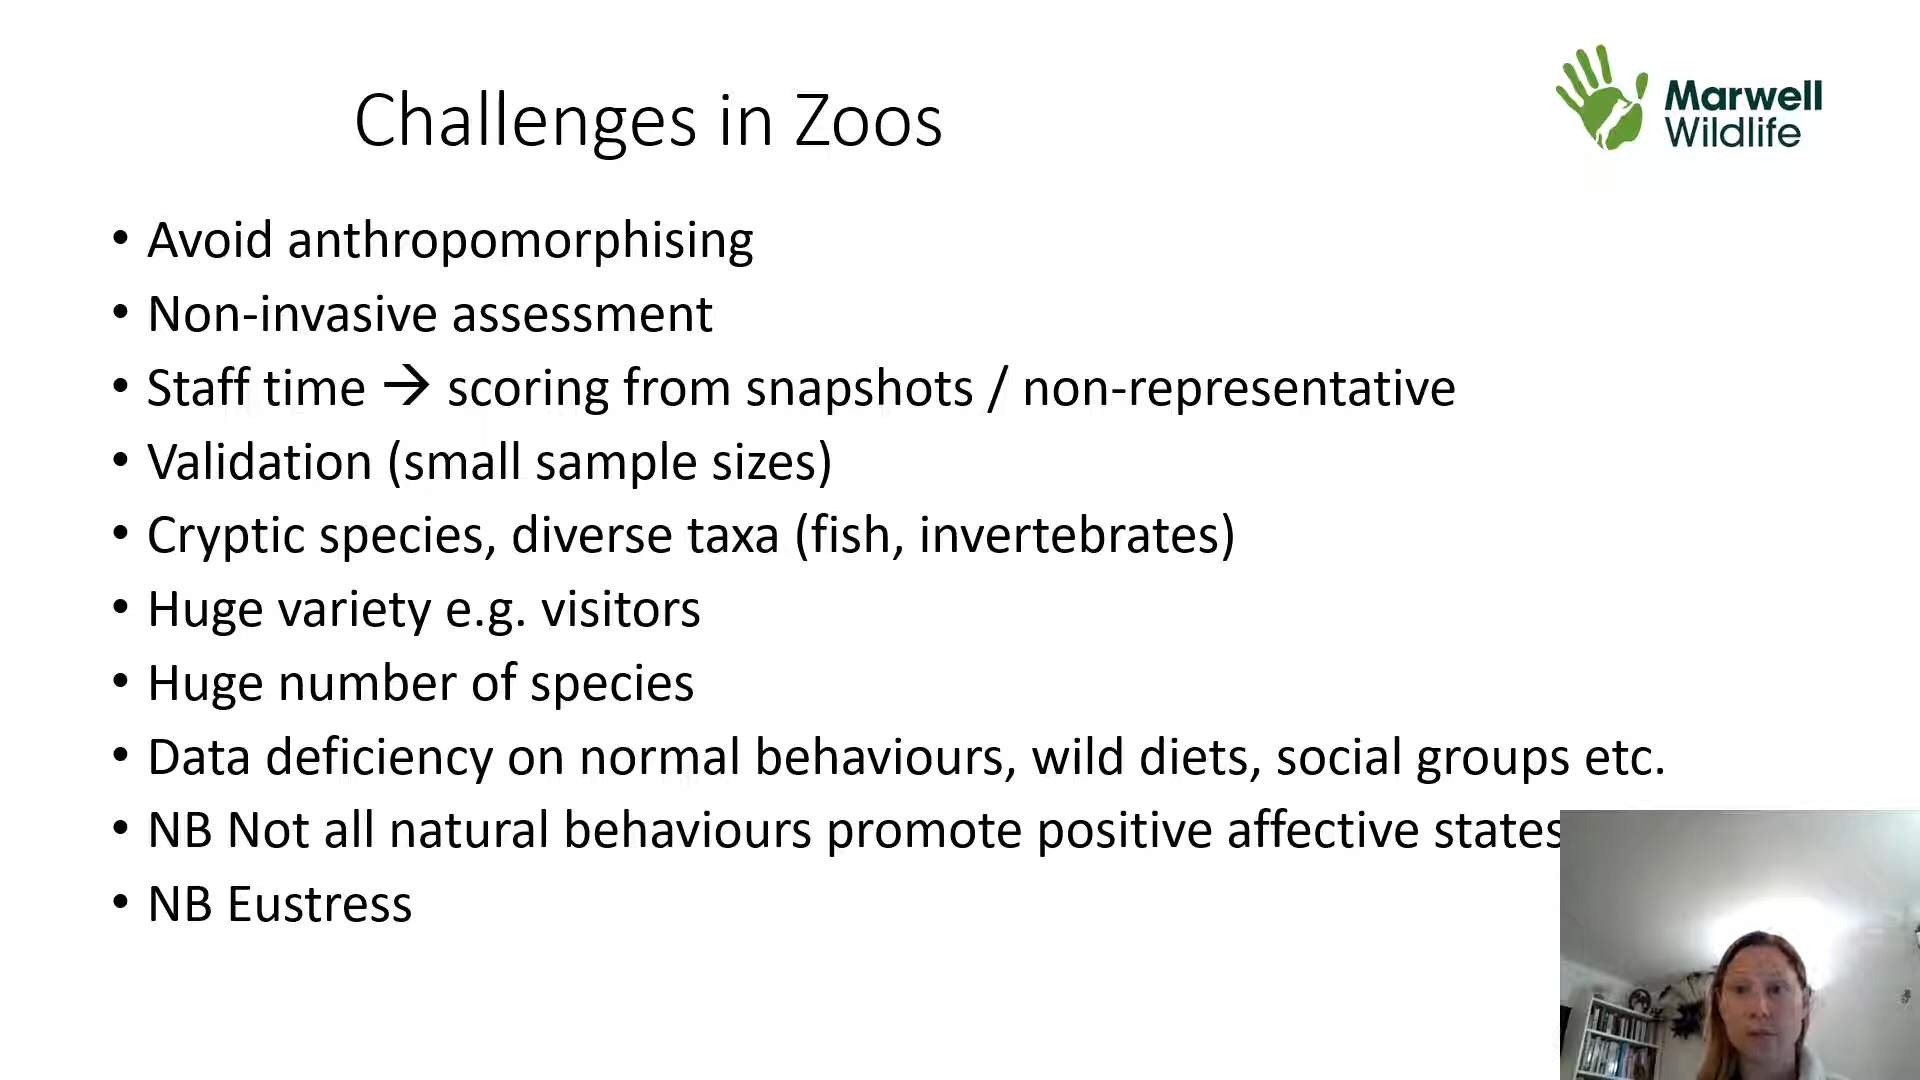 Challenges in Zoos
Marwell
Wildlife
• Avoid anthropomorphising
• Non-invasive assessment
• Staff time → scoring from snapshots / non-representative
• Validation (small sample sizes)
• Cryptic species, diverse taxa (fish, invertebrates)
• Huge variety e.g. visitors
• Huge number of species
• Data deficiency on normal behaviours, wild diets, social groups etc.
• NB Not all natural behaviours promote positive affective states
• NB Eustress